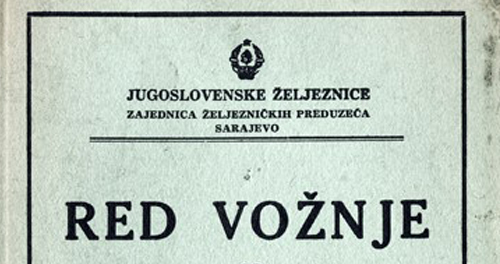 JUGOSLOVENSKE ŽELJEZNICE
ZAJEDNICA ŽELJEZNIČKIH PREDUZEĆA
SARAJEVO
RED VOŽNJE